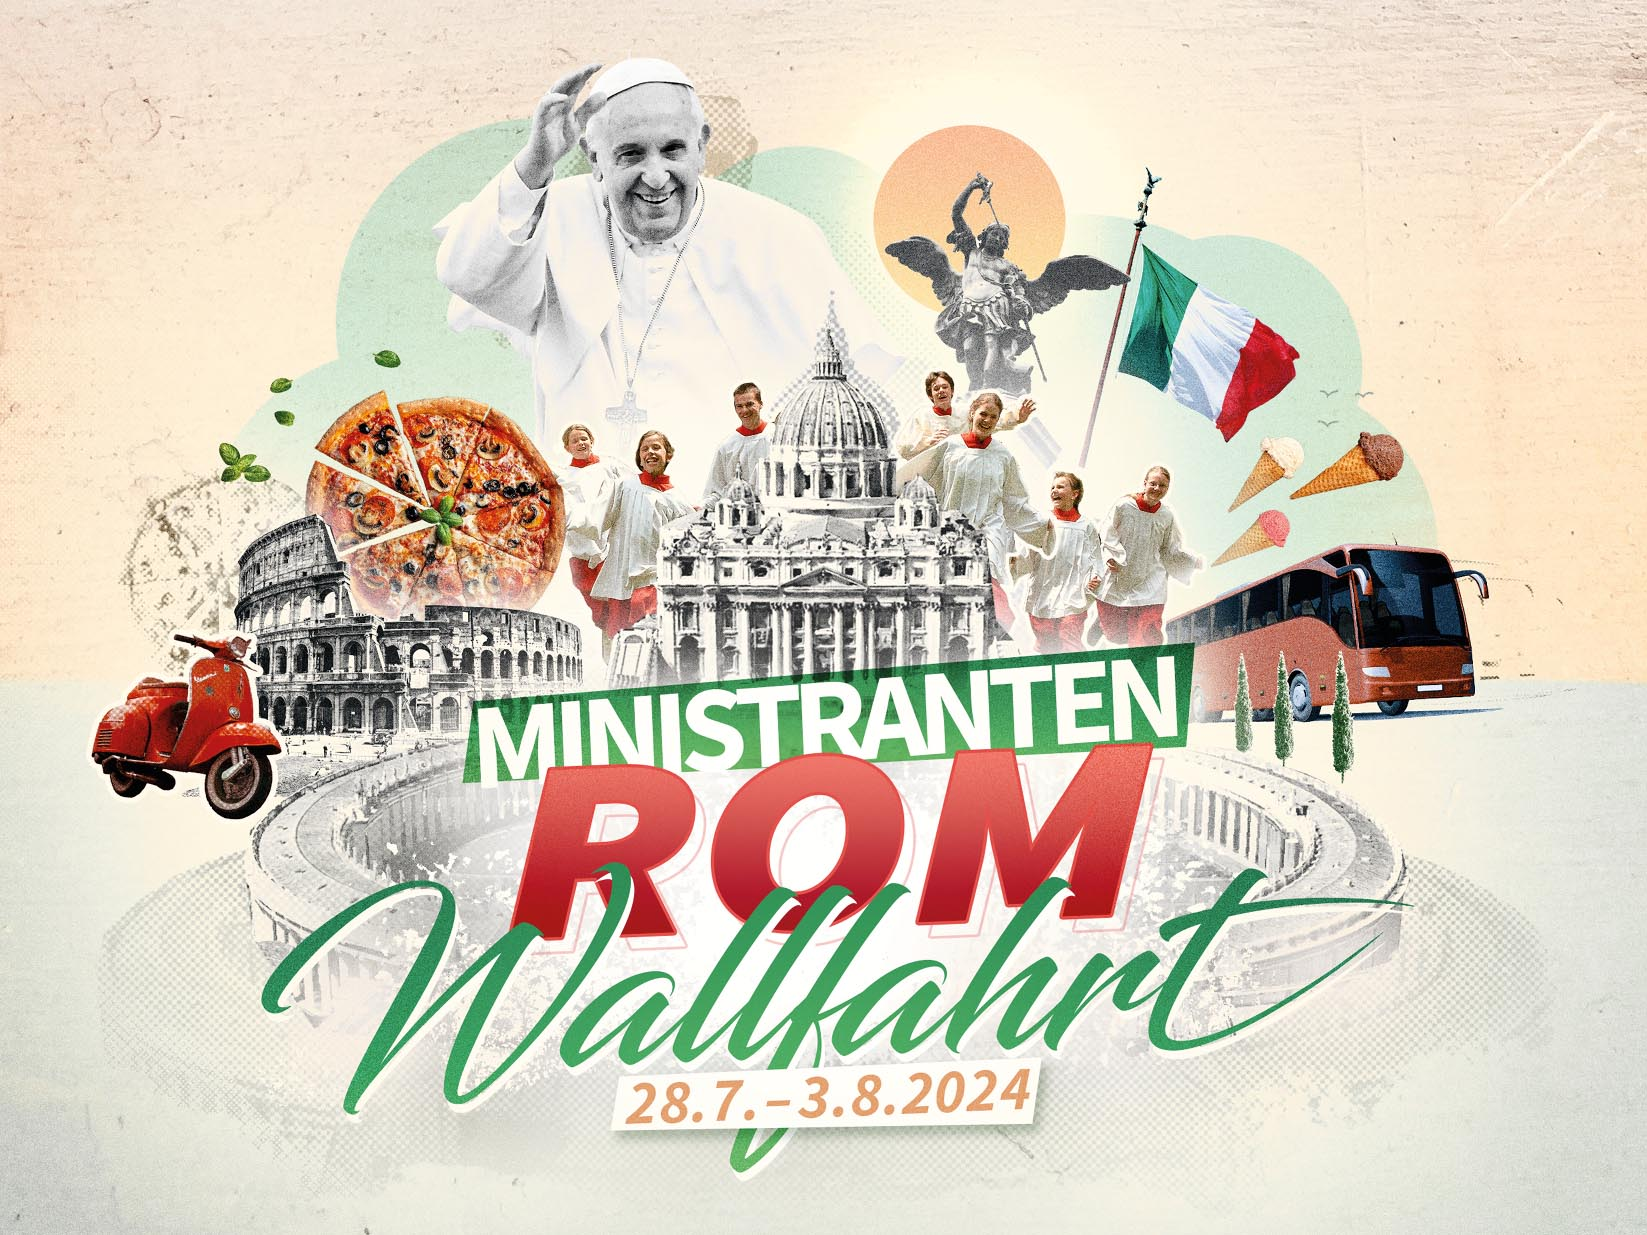 MINISTRANTEN
ROM
Wallfahrt
28.7.–3.8.2024